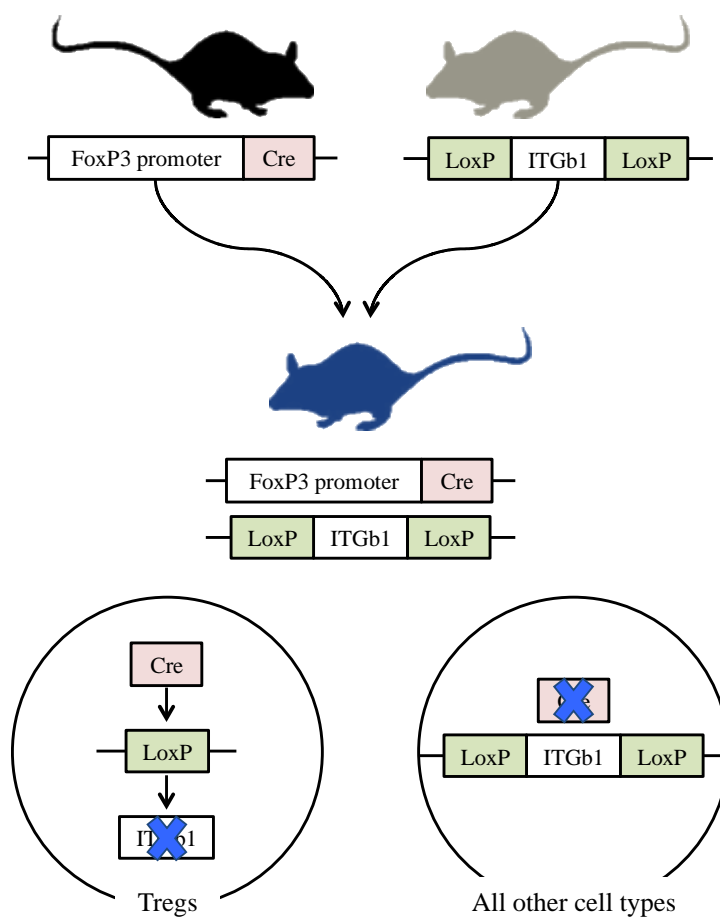 FoxP3 promoter Cre LoxP ITGb1 LoxP
FoxP3 promoter Cre
LoxP ITGb1 LoxP
Cre
LoxP
Tregs
LoxP ITGb1 LoxP
All other cell types